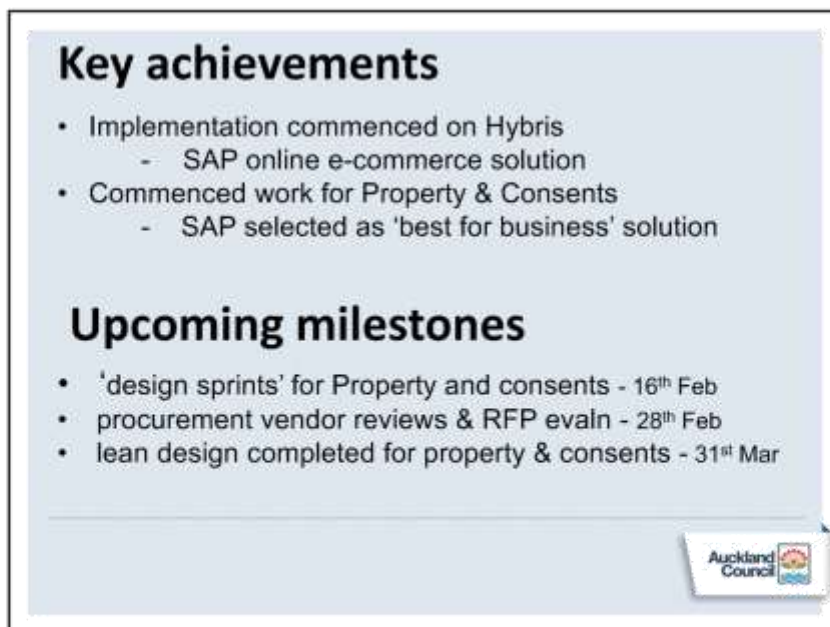 Key achievements
• Implementation commenced on Hybris
- SAP online e-commerce solution
• Commenced work for Property & Consents
- SAP selected as ‘best for business’ solution
Upcoming milestones
• ‘design sprints’ for Property and consents - 16th Feb
• procurement vendor reviews & RFP evaln - 28th Feb
• lean design completed for property & consents - 31st Mar
Auckland
Council